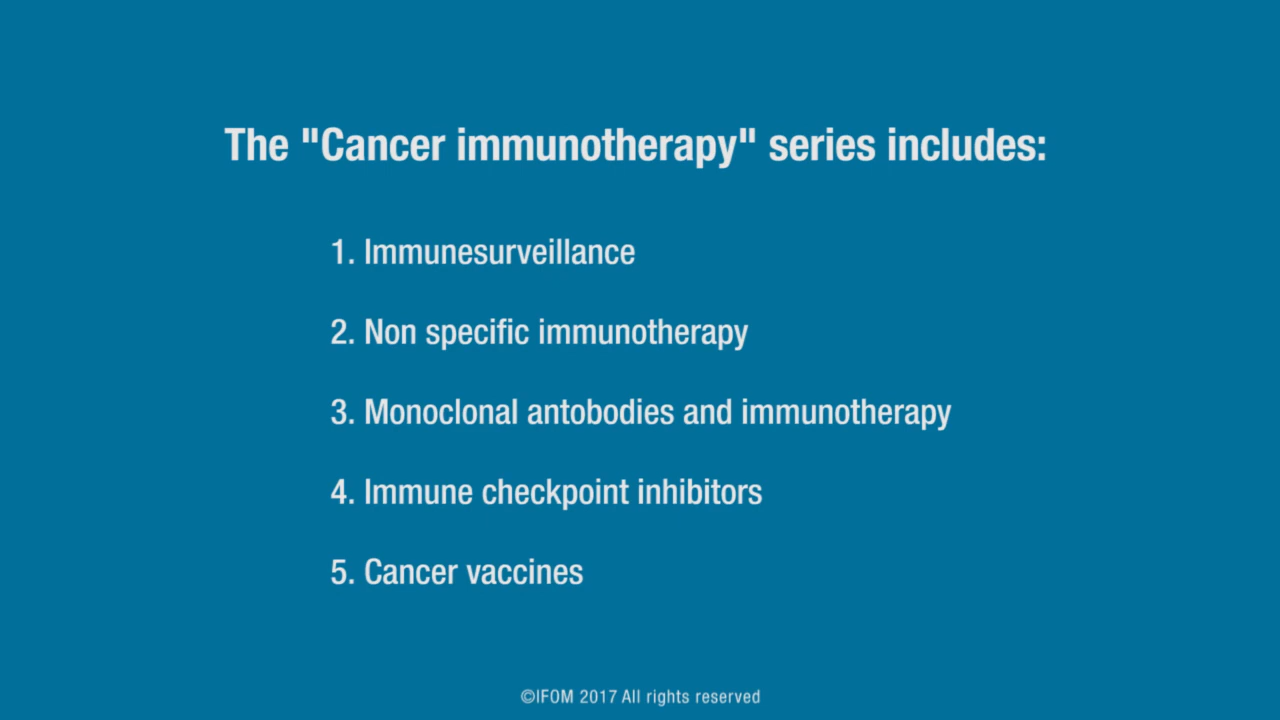 The "Cancer immunotherapy" series includes:
1. Immunesurveillance
2. Non specific immunotherapy
3. Monoclonal antobodies and immunotherapy
4. Immune checkpoint inhibitors
5. Cancer vaccines
©IFOM 2017 All rights reserved